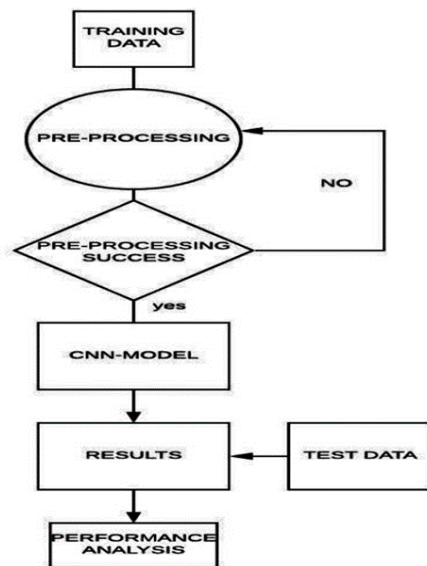 TRAINING
DATA
PRE-PROCESSING
NO
PRE-PROCESSING
SUCCESS
yes
CNN-MODEL
RESULTS
TEST DATA
PERFORMANCE
ANALYSIS